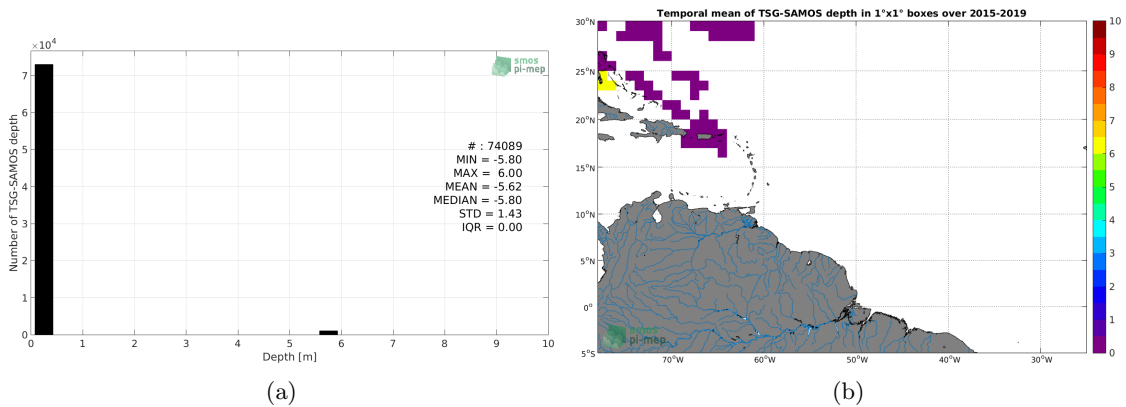 ×10⁴
7
6
5
4
3
2
1
0
Number of TSG-SAMOS depth
0 1 2 3 4 5 6 7 8 9 10
Depth [m]
smos
pi-mep
# : 74089
MIN = -5.80
MAX = 6.00
MEAN = -5.62
MEDIAN = -5.80
STD = 1.43
IQR = 0.00
(a)
Temporal mean of TSG-SAMOS depth in 1°x1° boxes over 2015-2019
30°N
25°N
20°N
15°N
10°N
5°N
0°
5°S
70°W 60°W 50°W 40°W 30°W
smos
pi-mep
10
9
8
7
6
5
4
3
2
1
0
(b)